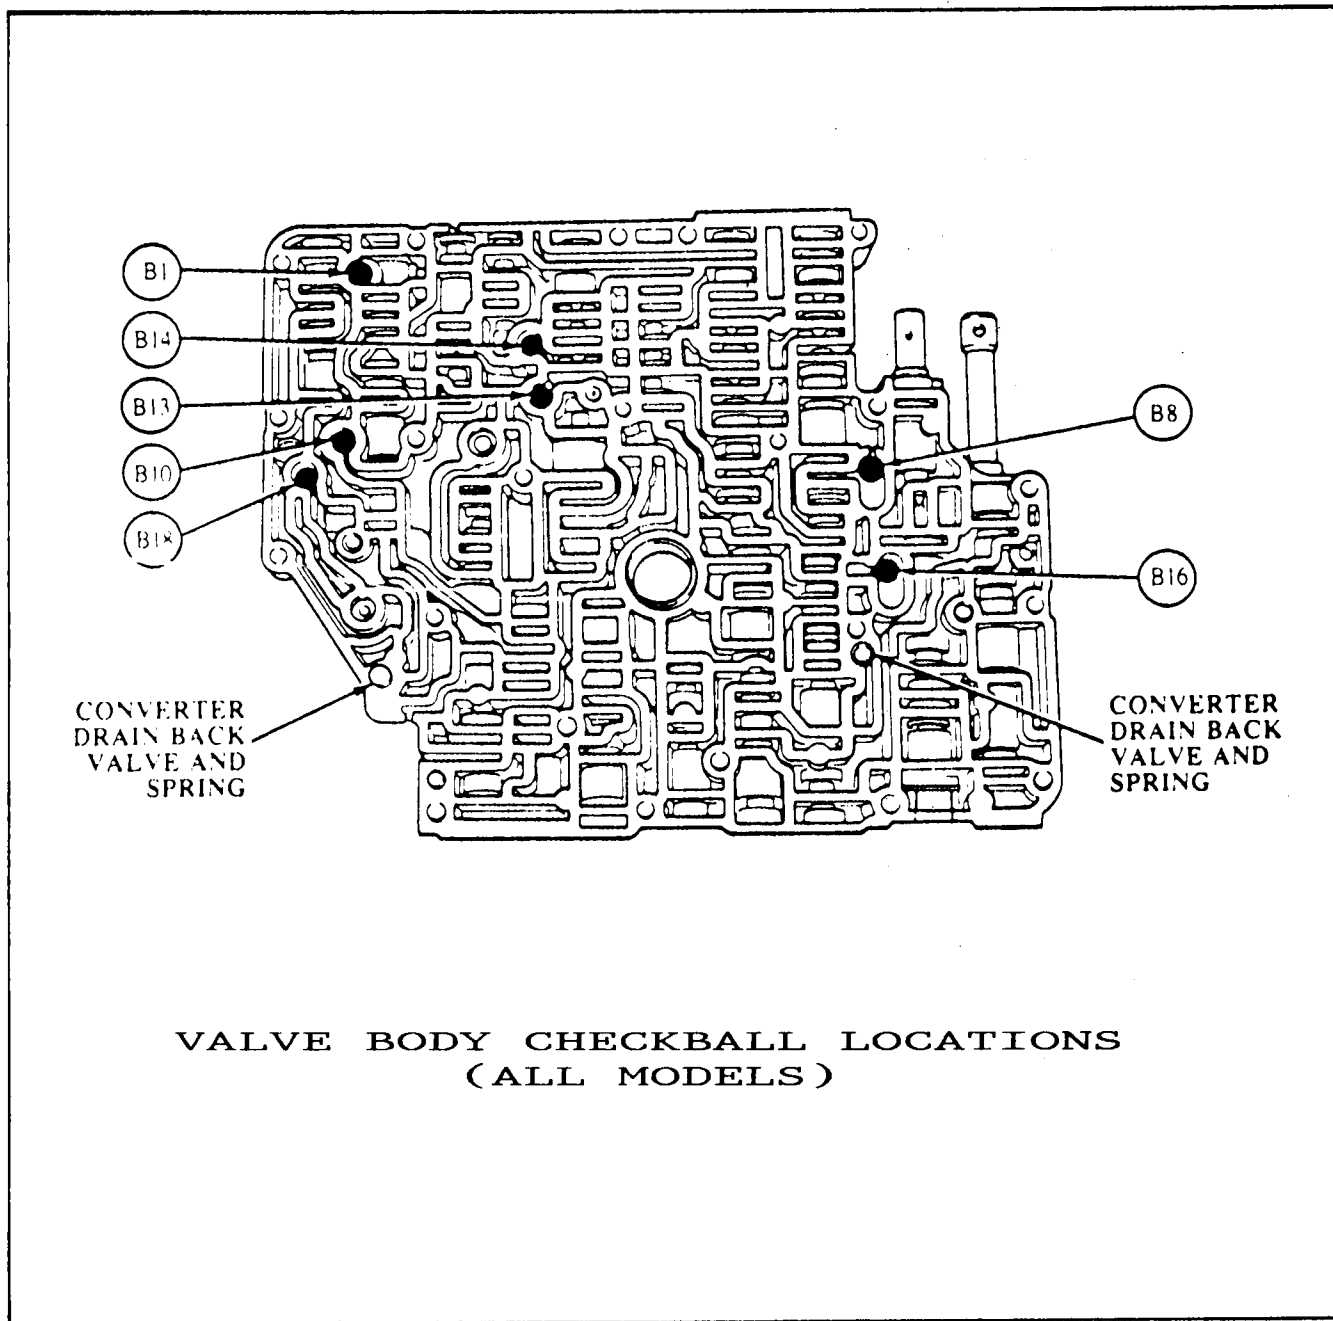 B1
B14
B13
B10
B18
B8
B16
CONVERTER
DRAIN BACK
VALVE AND
SPRING
CONVERTER
DRAIN BACK
VALVE AND
SPRING
VALVE BODY CHECKBALL LOCATIONS
(ALL MODELS)